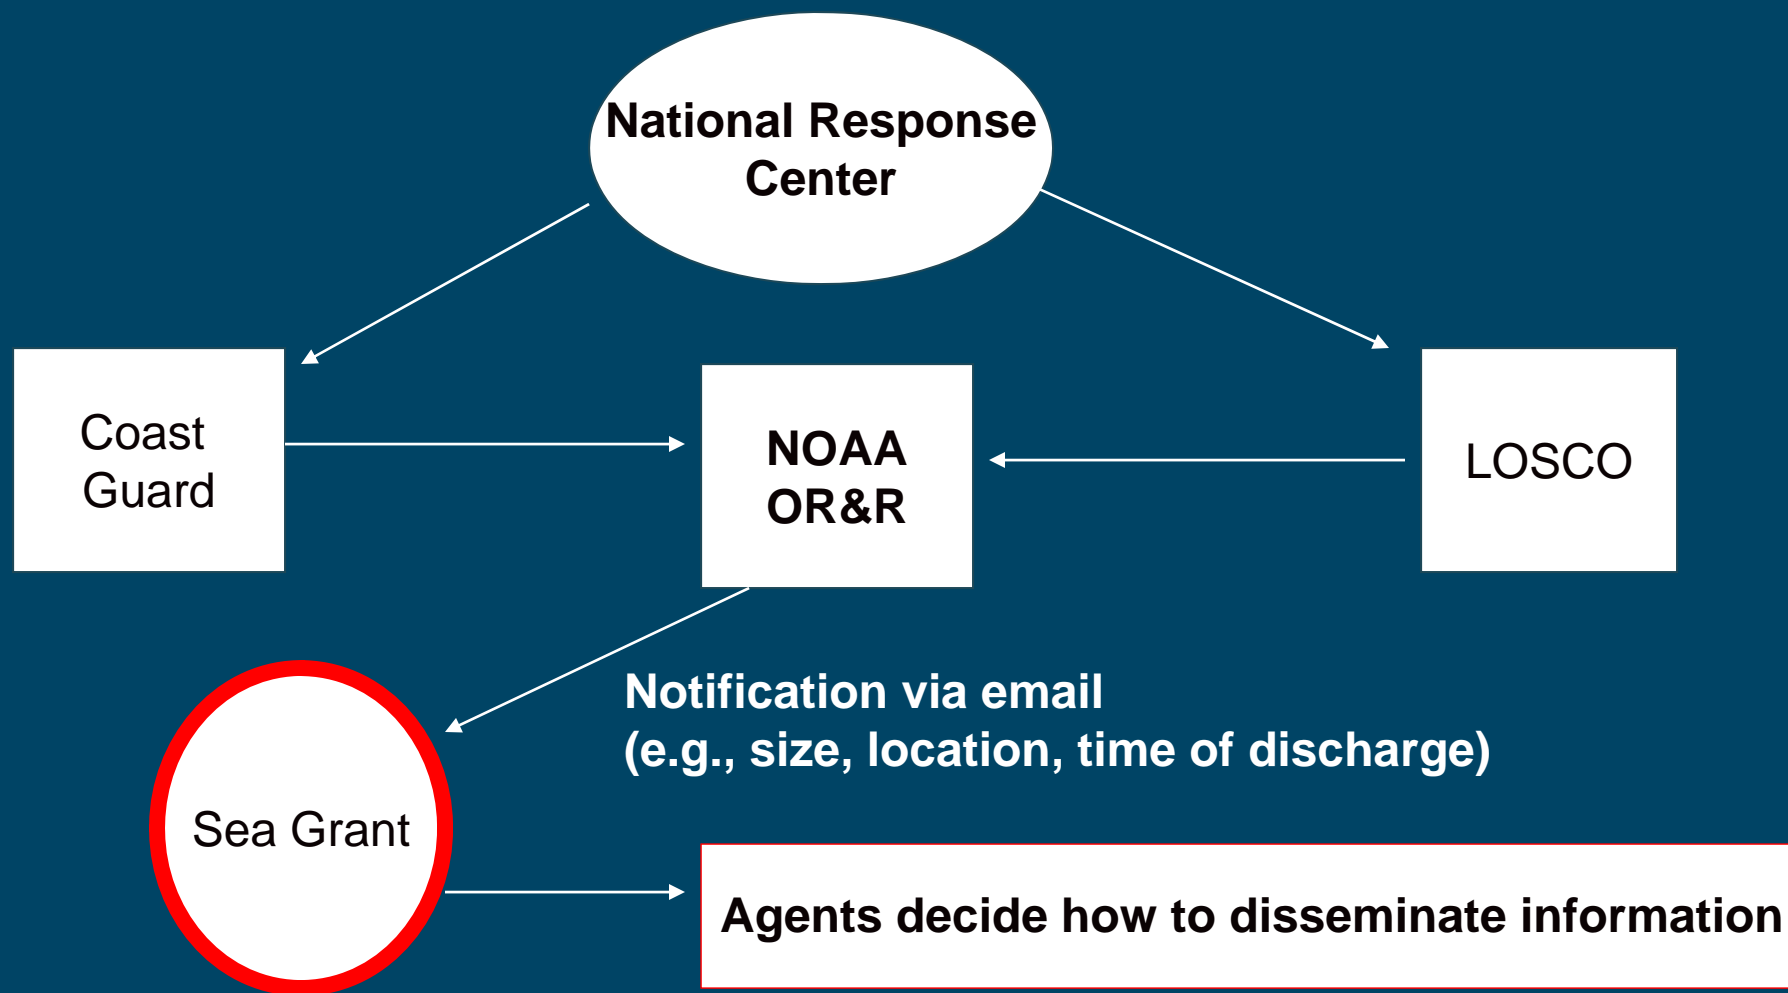 National Response
Center
Coast
Guard
NOAA
OR&R
LOSCO
Notification via email
(e.g., size, location, time of discharge)
Sea Grant
Agents decide how to disseminate information